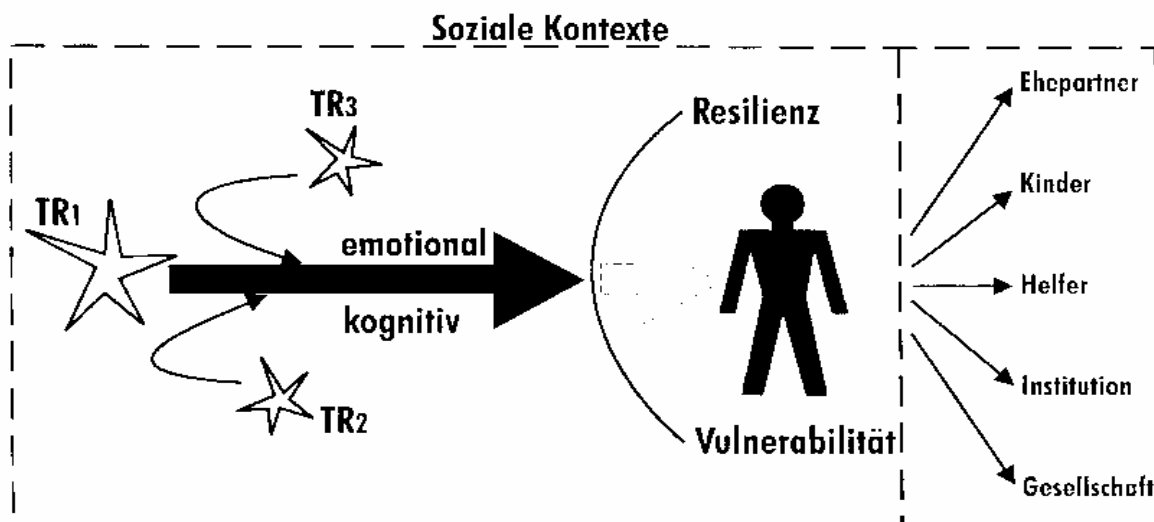 Soziale Kontexte
TR3
Resilienz
Ehepartner
TR1
Kinder
emotional
Helfer
kognitiv
Institution
TR2
Vulnerabilität
Gesellschaft